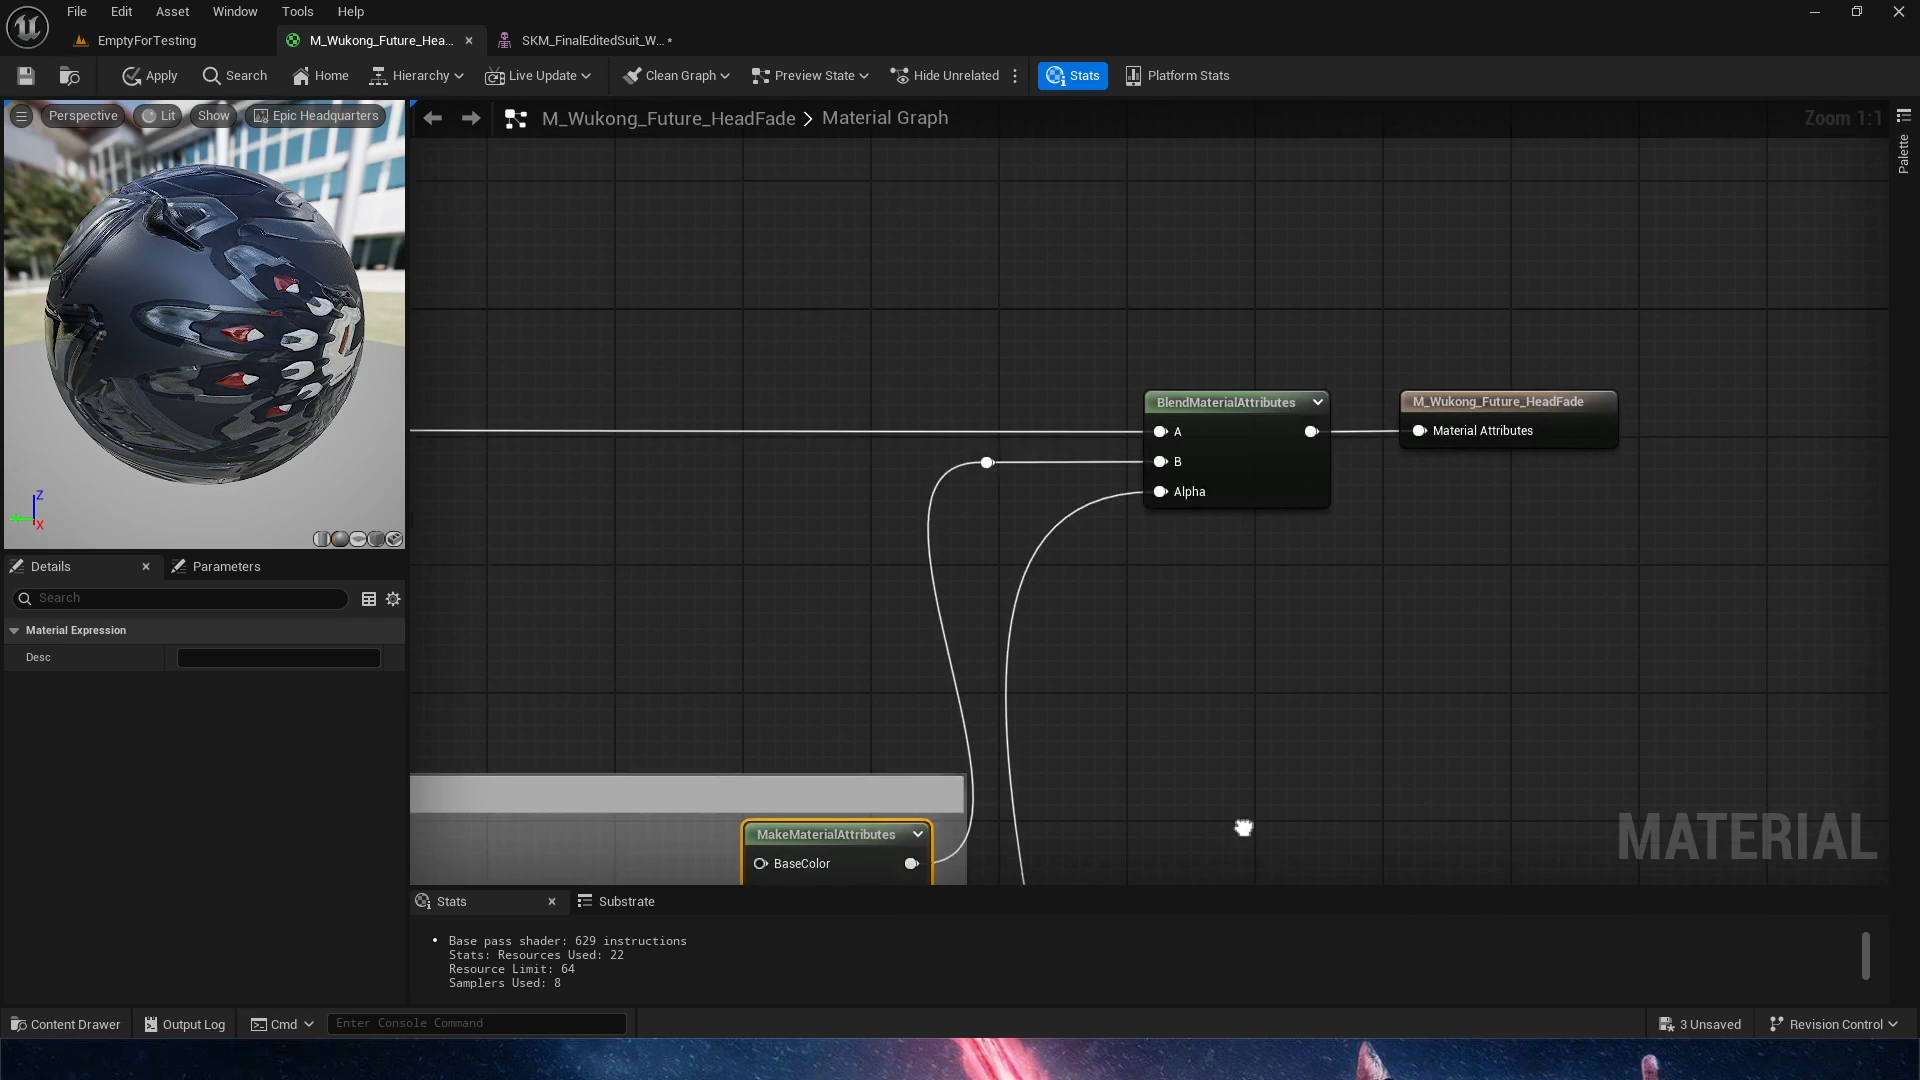 File Edit Asset Window Tools Help
EmptyForTesting
M_Wukong_Future_Hea...
SKM_FinalEditedSuit_W... *
Apply Search Home Hierarchy Live Update Clean Graph Preview State Hide Unrelated Stats Platform Stats
Perspective Lit Show Epic Headquarters
M_Wukong_Future_HeadFade > Material Graph
Zoom 1:1
Palette
BlendMaterialAttributes
A
B
Alpha
M_Wukong_Future_HeadFade
Material Attributes
Z
X
Details
Parameters
Search
Material Expression
Desc
MATERIAL
MakeMaterialAttributes
BaseColor
Stats
Substrate
• Base pass shader: 629 instructions
Stats: Resources Used: 22
Resource Limit: 64
Samplers Used: 8
Content Drawer Output Log Cmd Enter Console Command 3 Unsaved Revision Control